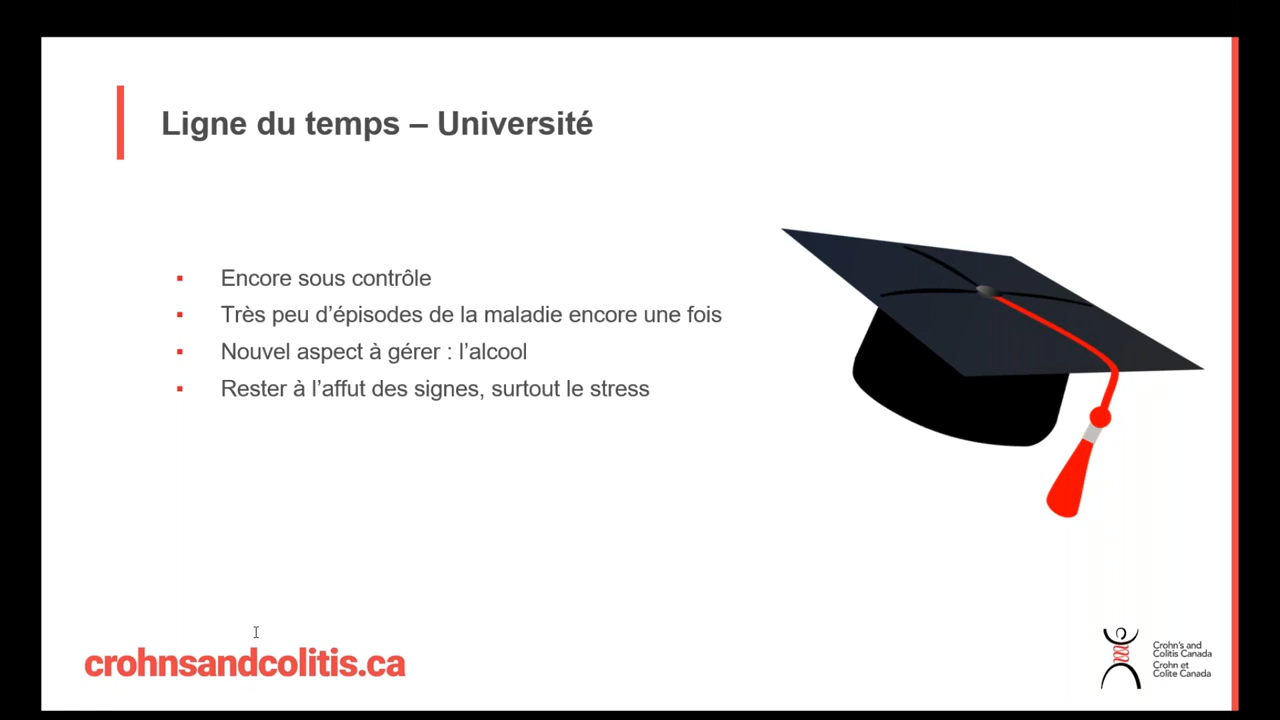 Ligne du temps – Université
▪ Encore sous contrôle
▪ Très peu d’épisodes de la maladie encore une fois
▪ Nouvel aspect à gérer : l’alcool
▪ Rester à l’affut des signes, surtout le stress
crohnsandcolitis.ca
Crohn’s and
Colitis Canada
Crohn et
Colite Canada